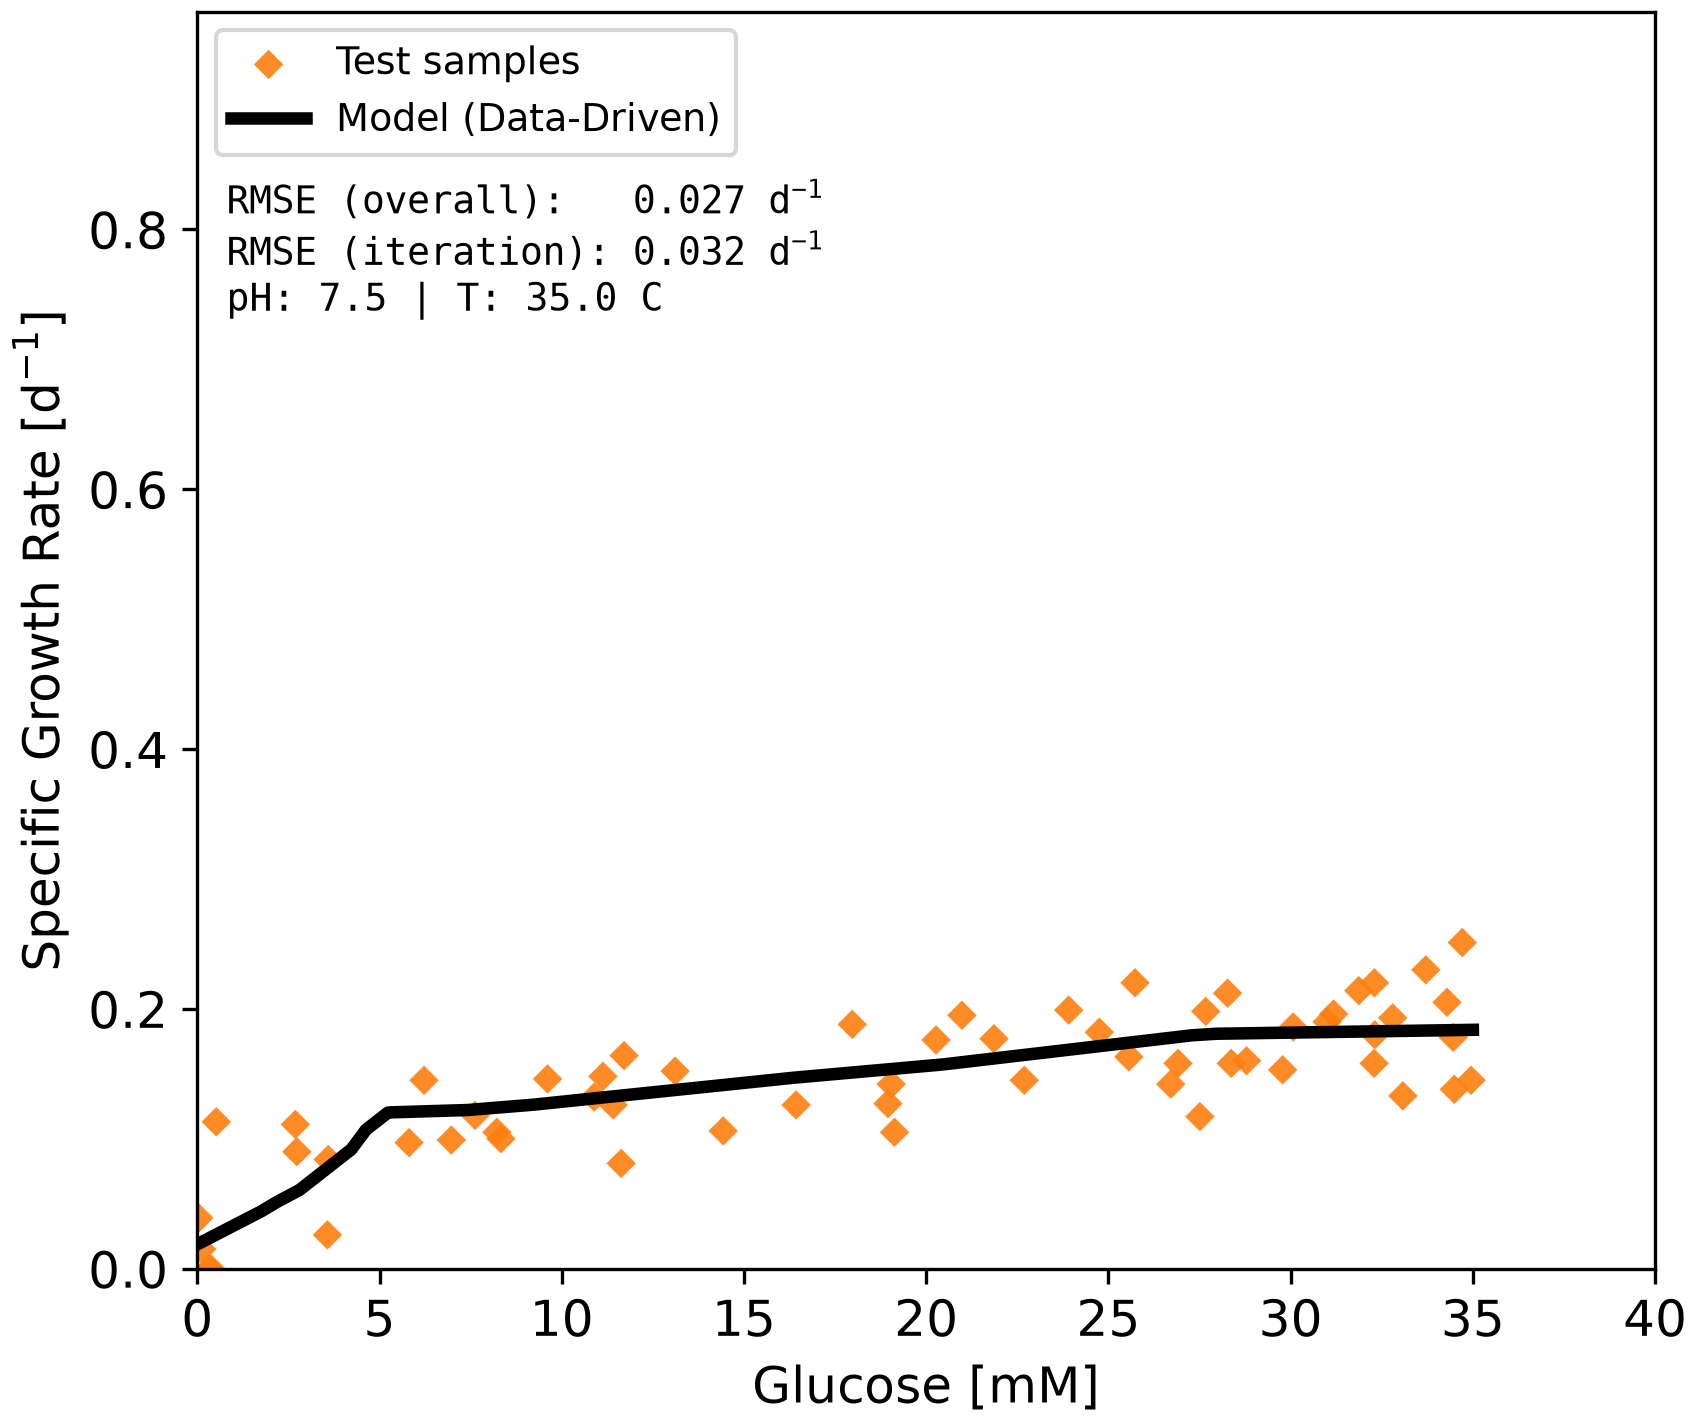 Test samples
Model (Data-Driven)
RMSE (overall):   0.027 d⁻¹
RMSE (iteration): 0.032 d⁻¹
pH: 7.5 | T: 35.0 C
Specific Growth Rate [d⁻¹]
0.8
0.6
0.4
0.2
0.0
0 5 10 15 20 25 30 35 40
Glucose [mM]